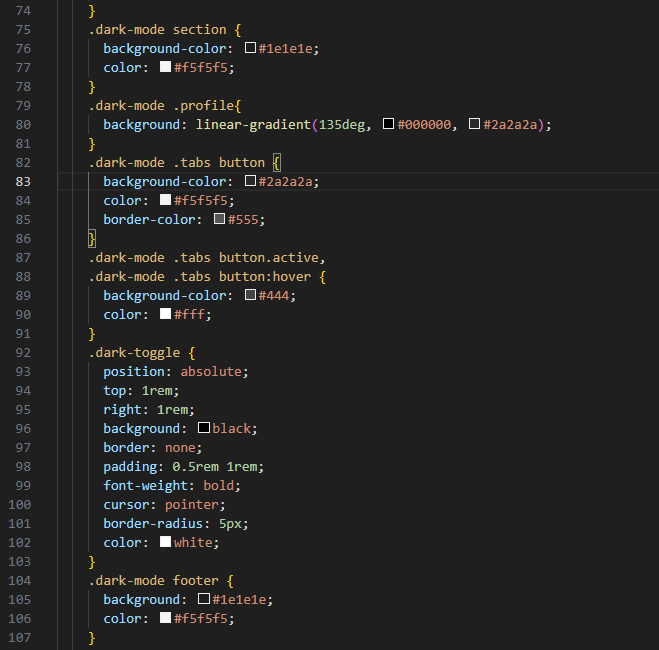 74 }
75 .dark-mode section {
76 background-color: #1e1e1e;
77 color: #f5f5f5;
78 }
79 .dark-mode .profile{
80 background: linear-gradient(135deg, #000000, #2a2a2a);
81 }
82 .dark-mode .tabs button {
83 background-color: #2a2a2a;
84 color: #f5f5f5;
85 border-color: #555;
86 }
87 .dark-mode .tabs button.active,
88 .dark-mode .tabs button:hover {
89 background-color: #444;
90 color: #fff;
91 }
92 .dark-toggle {
93 position: absolute;
94 top: 1rem;
95 right: 1rem;
96 background: black;
97 border: none;
98 padding: 0.5rem 1rem;
99 font-weight: bold;
100 cursor: pointer;
101 border-radius: 5px;
102 color: white;
103 }
104 .dark-mode footer {
105 background: #1e1e1e;
106 color: #f5f5f5;
107 }